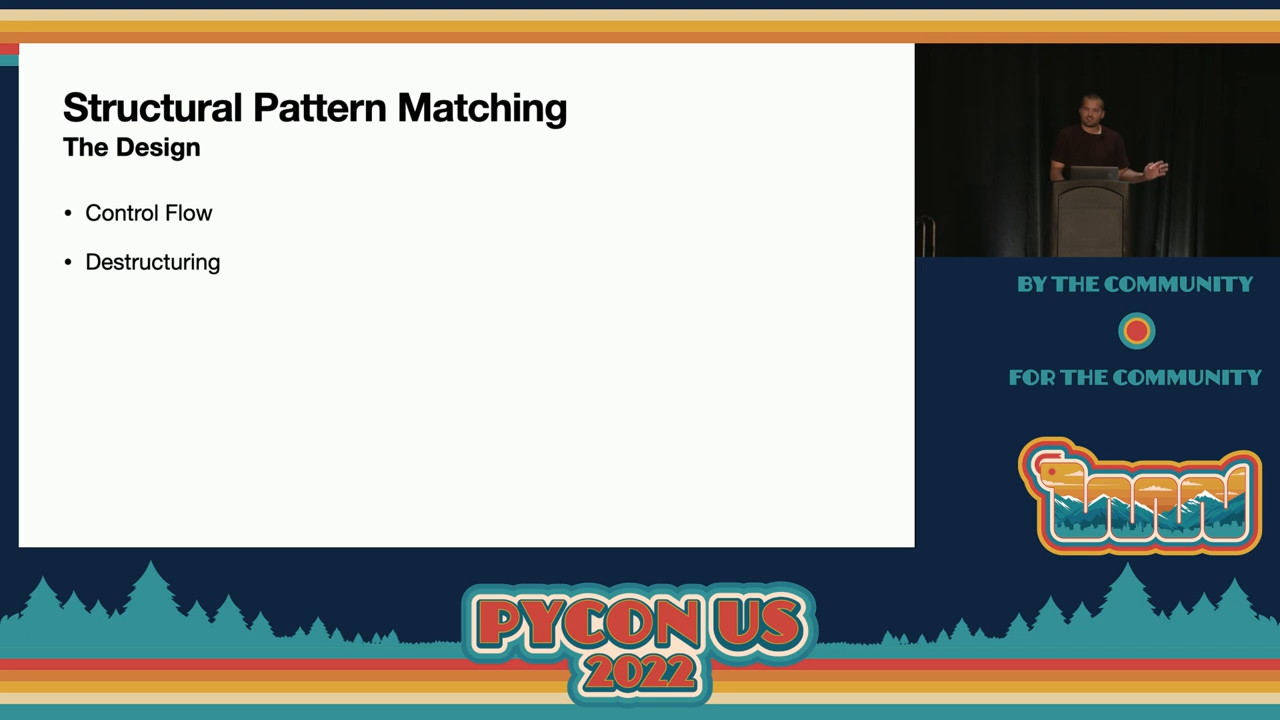 Structural Pattern Matching
The Design
• Control Flow
• Destructuring
BY THE COMMUNITY
FOR THE COMMUNITY
PYCON US
2022